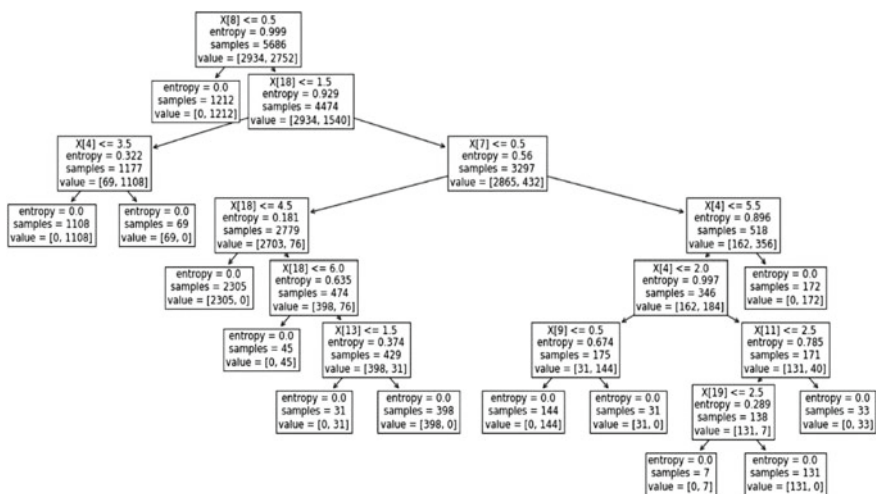 X[8] <= 0.5
entropy = 0.999
samples = 5686
value = [2934, 2752]
entropy = 0.0
samples = 1212
value = [0, 1212]
X[18] <= 1.5
entropy = 0.929
samples = 4474
value = [2934, 1540]
X[4] <= 3.5
entropy = 0.322
samples = 1177
value = [69, 1108]
X[7] <= 0.5
entropy = 0.56
samples = 3297
value = [2865, 432]
entropy = 0.0
samples = 1108
value = [0, 1108]
entropy = 0.0
samples = 69
value = [69, 0]
X[18] <= 4.5
entropy = 0.181
samples = 2779
value = [2703, 76]
X[4] <= 5.5
entropy = 0.896
samples = 518
value = [162, 356]
entropy = 0.0
samples = 2305
value = [2305, 0]
X[18] <= 6.0
entropy = 0.635
samples = 474
value = [398, 76]
X[4] <= 2.0
entropy = 0.997
samples = 346
value = [162, 184]
entropy = 0.0
samples = 172
value = [0, 172]
entropy = 0.0
samples = 45
value = [0, 45]
X[13] <= 1.5
entropy = 0.374
samples = 429
value = [398, 31]
X[9] <= 0.5
entropy = 0.674
samples = 175
value = [31, 144]
X[11] <= 2.5
entropy = 0.785
samples = 171
value = [131, 40]
entropy = 0.0
samples = 31
value = [0, 31]
entropy = 0.0
samples = 398
value = [398, 0]
entropy = 0.0
samples = 144
value = [0, 144]
entropy = 0.0
samples = 31
value = [31, 0]
X[19] <= 2.5
entropy = 0.289
samples = 138
value = [131, 7]
entropy = 0.0
samples = 33
value = [0, 33]
entropy = 0.0
samples = 7
value = [0, 7]
entropy = 0.0
samples = 131
value = [131, 0]